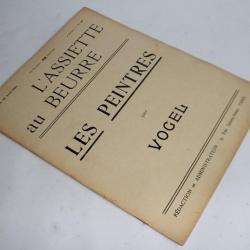 L'ASSIETTE
au BEURRE
LES PEINTRES
par
VOGEL
RÉDACTION & ADMINISTRATION